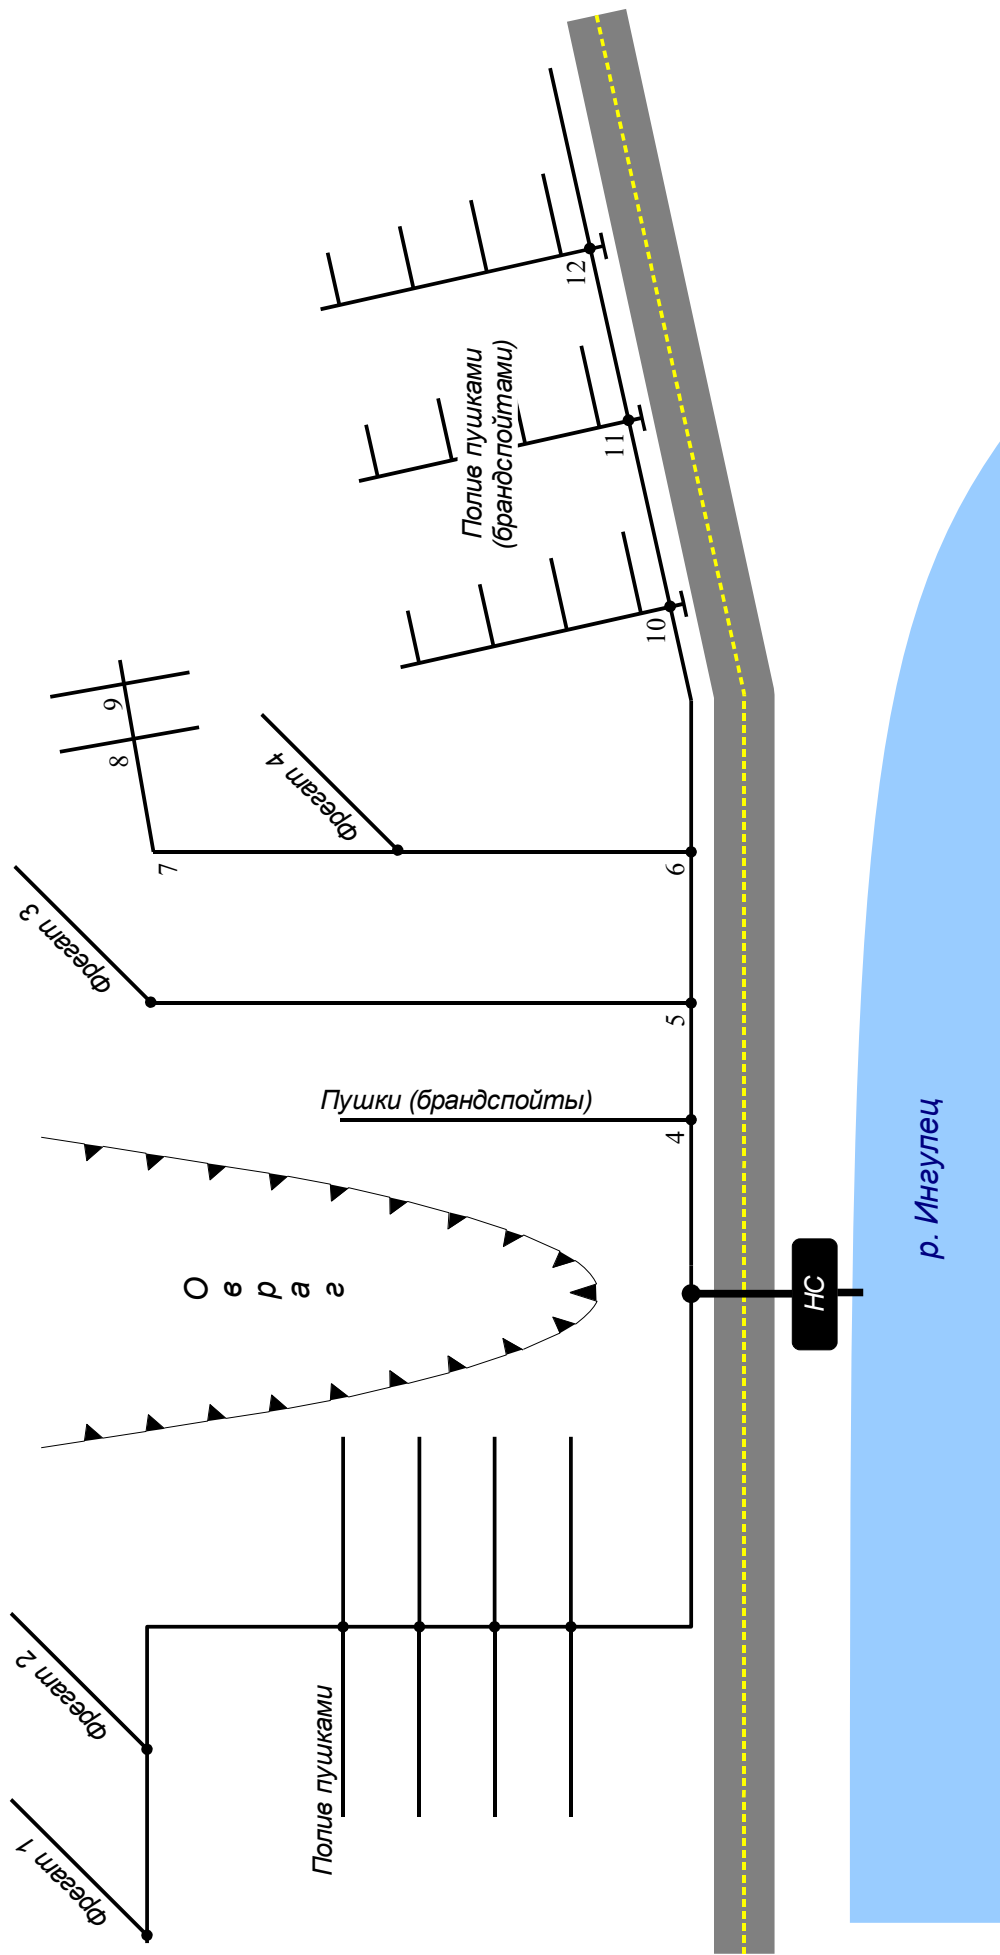 Фрегат 1
Фрегат 2
Полив пушками
Овраг
Пушки (брандспойты)
4
Фрегат 3
5
Фрегат 4
6
7
8
9
Полив пушками
(брандспойтами)
10
11
12
НС
р. Ингулец